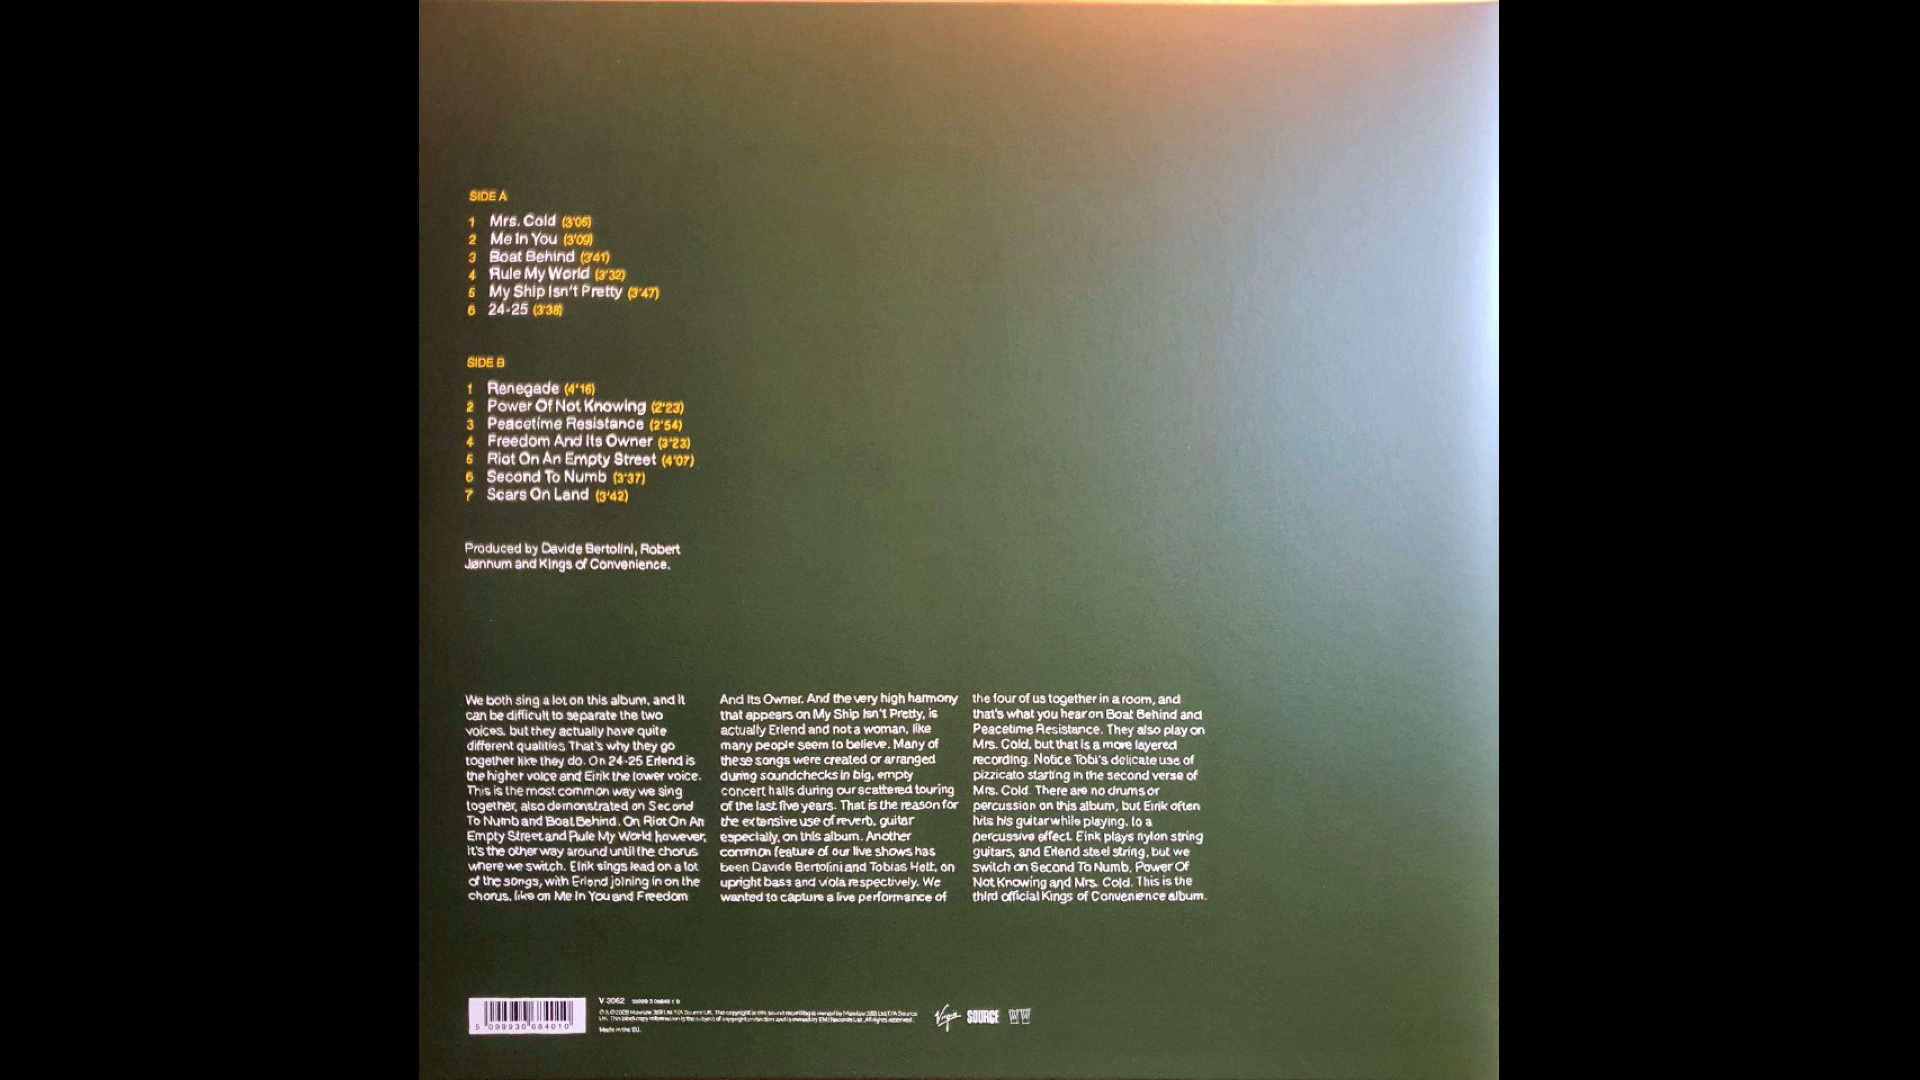 SIDE A
1 Mrs. Cold (3'06)
2 Me In You (3'09)
3 Boat Behind (3'41)
4 Rule My World (3'32)
5 My Ship Isn't Pretty (3'47)
6 24-25 (3'38)
SIDE B
1 Renegade (4'16)
2 Power Of Not Knowing (2'23)
3 Peacetime Resistance (2'54)
4 Freedom And Its Owner (3'23)
5 Riot On An Empty Street (4'07)
6 Second To Numb (3'37)
7 Scars On Land (3'42)
Produced by Davide Bertolini, Robert
Jønnum and Kings of Convenience.
We both sing a lot on this album, and it
can be difficult to separate the two
voices, but they actually have quite
different qualities. That's why they go
together like they do. On 24-25 Erlend is
the higher voice and Eirik the lower voice.
This is the most common way we sing
together, also demonstrated on Second
To Numb and Boat Behind. On Riot On An
Empty Street and Rule My World however,
it's the other way around until the chorus
where we switch. Eirik sings lead on a lot
of the songs, with Erlend joining in on the
chorus, like on Me In You and Freedom
And Its Owner. And the very high harmony
that appears on My Ship Isn't Pretty, is
actually Erlend and not a woman, like
many people seem to believe. Many of
these songs were created or arranged
during soundchecks in big, empty
concert halls during our scattered touring
of the last five years. That is the reason for
the extensive use of reverb, guitar
especially, on this album. Another
common feature of our live shows has
been Davide Bertolini and Tobias Hett, on
upright bass and viola respectively. We
wanted to capture a live performance of
the four of us together in a room, and
that's what you hear on Boat Behind and
Peacetime Resistance. They also play on
Mrs. Cold, but that is a more layered
recording. Notice Tobi's delicate use of
pizzicato starting in the second verse of
Mrs. Cold. There are no drums or
percussion on this album, but Eirik often
hits his guitar while playing, to a
percussive effect. Eirik plays nylon string
guitars, and Erlend steel string, but we
switch on Second To Numb, Power Of
Not Knowing and Mrs. Cold. This is the
third official Kings of Convenience album.
5 099930 664010
V 3062
Made in the EU.
Virgin
SOURCE